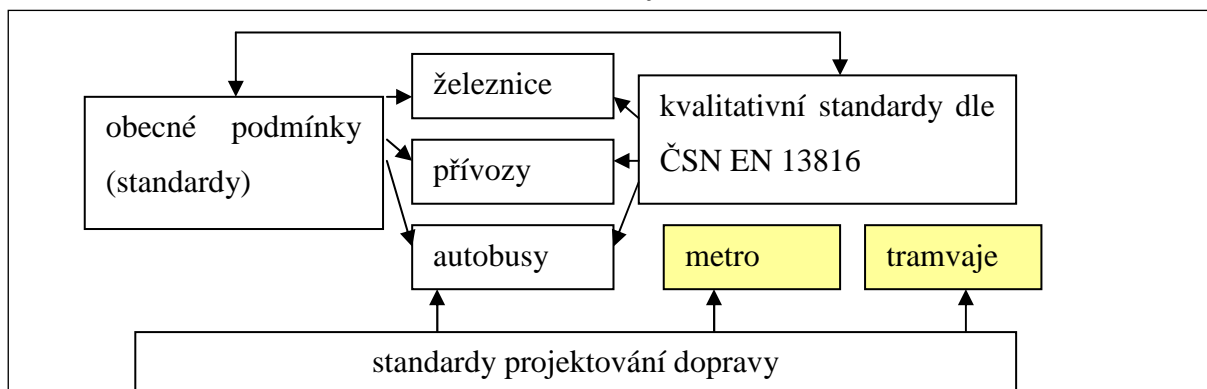 železnice
obecné podmínky
(standardy)
přívozy
kvalitativní standardy dle
ČSN EN 13816
autobusy
metro
tramvaje
standardy projektování dopravy